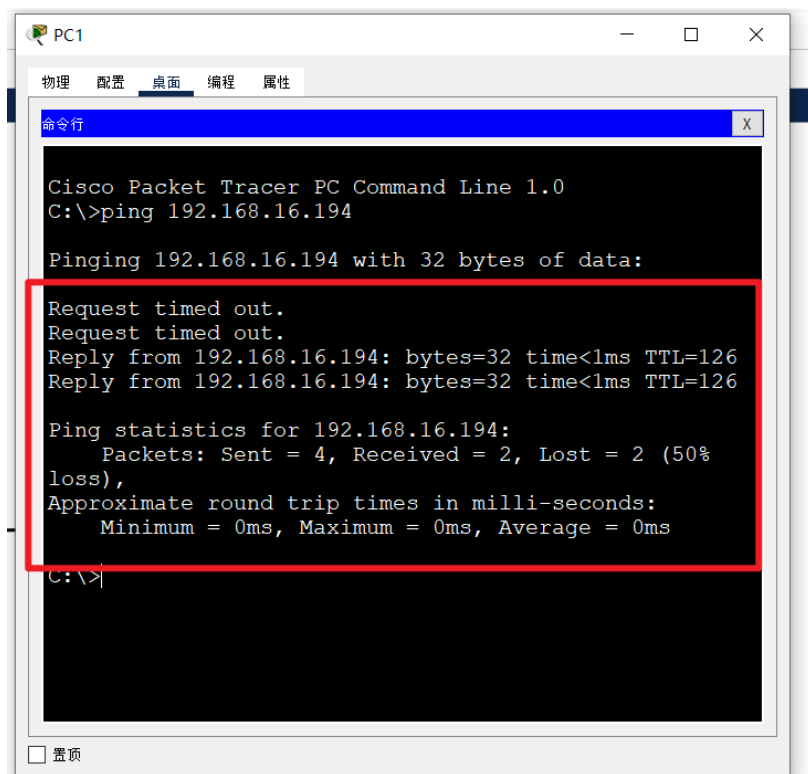 PC1
物理 配置 桌面 编程 属性
命令行
X
Cisco Packet Tracer PC Command Line 1.0
C:\>ping 192.168.16.194
Pinging 192.168.16.194 with 32 bytes of data:
Request timed out.
Request timed out.
Reply from 192.168.16.194: bytes=32 time<1ms TTL=126
Reply from 192.168.16.194: bytes=32 time<1ms TTL=126
Ping statistics for 192.168.16.194:
Packets: Sent = 4, Received = 2, Lost = 2 (50%
loss),
Approximate round trip times in milli-seconds:
Minimum = 0ms, Maximum = 0ms, Average = 0ms
C:\>
置顶